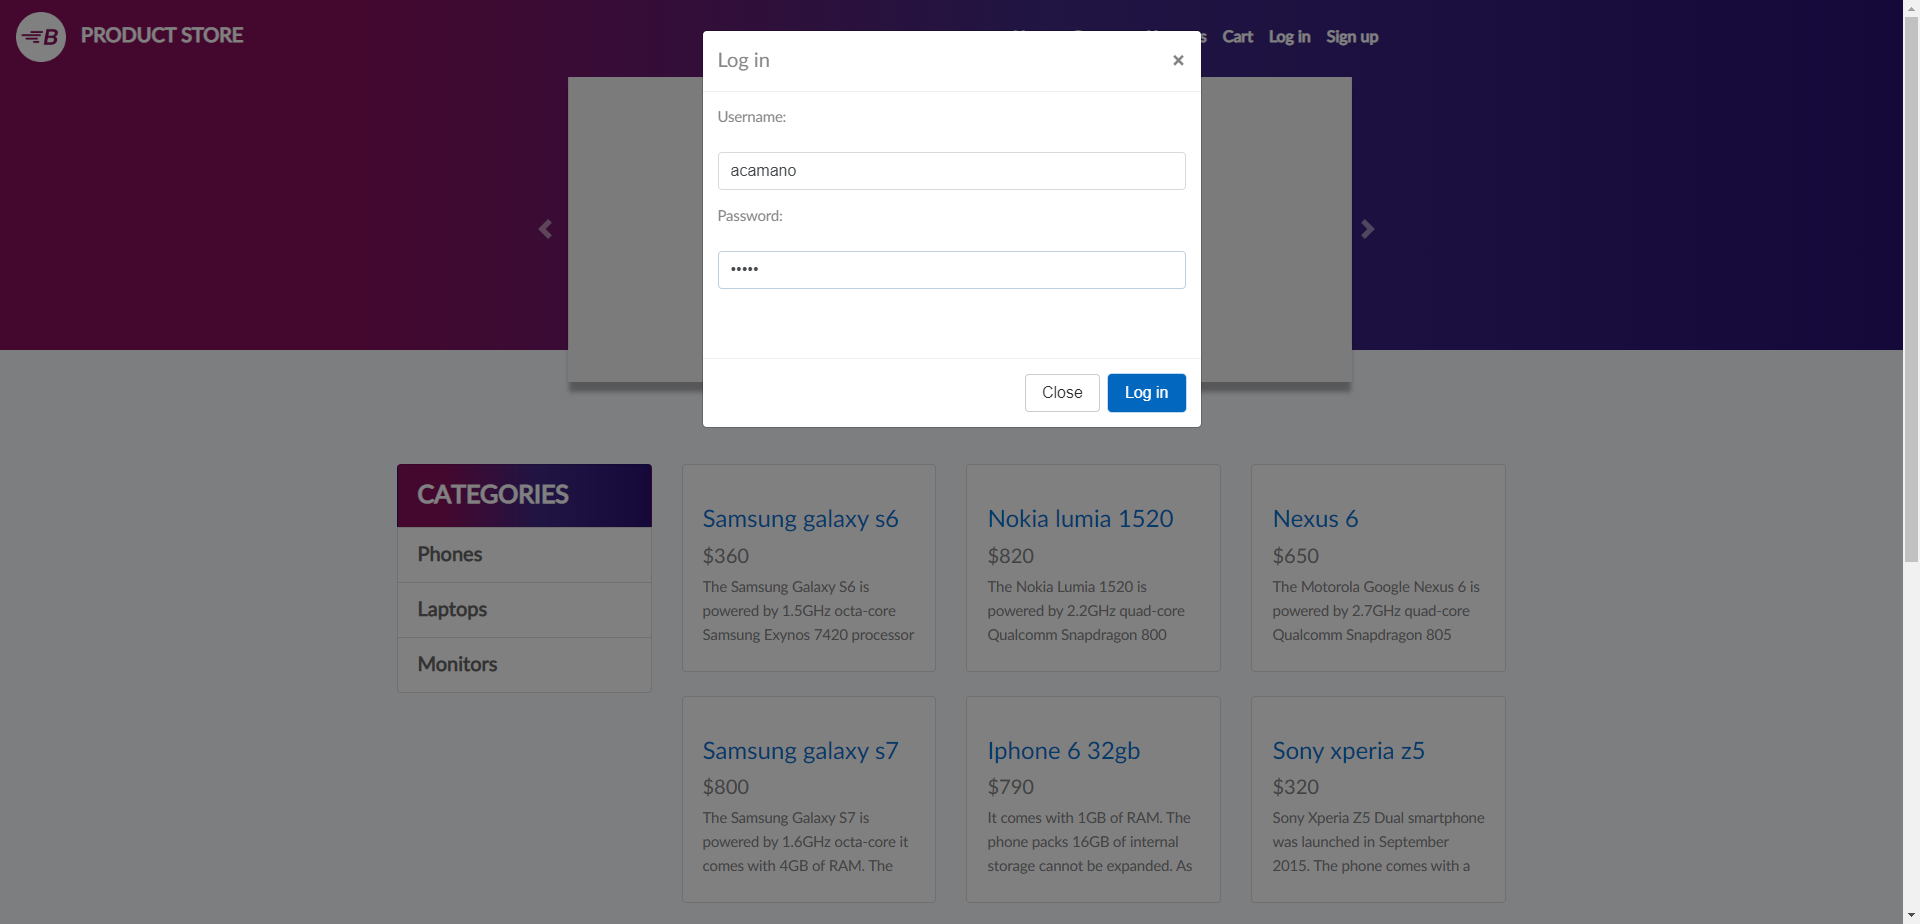 B PRODUCT STORE
Cart Log in Sign up
Log in ×
Username:
acamano
Password:
•••••
Close Log in
CATEGORIES
Phones
Laptops
Monitors
Samsung galaxy s6
$360
The Samsung Galaxy S6 is
powered by 1.5GHz octa-core
Samsung Exynos 7420 processor
Nokia lumia 1520
$820
The Nokia Lumia 1520 is
powered by 2.2GHz quad-core
Qualcomm Snapdragon 800
Nexus 6
$650
The Motorola Google Nexus 6 is
powered by 2.7GHz quad-core
Qualcomm Snapdragon 805
Samsung galaxy s7
$800
The Samsung Galaxy S7 is
powered by 1.6GHz octa-core it
comes with 4GB of RAM. The
Iphone 6 32gb
$790
It comes with 1GB of RAM. The
phone packs 16GB of internal
storage cannot be expanded. As
Sony xperia z5
$320
Sony Xperia Z5 Dual smartphone
was launched in September
2015. The phone comes with a